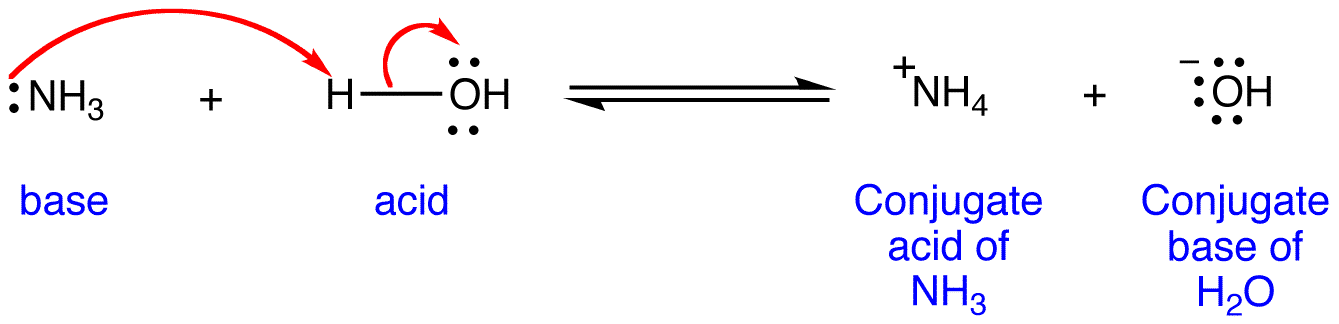 :NH₃ + H—OH ⇌ ⁺NH₄ + ⁻:OH
base acid Conjugate acid of NH₃ Conjugate base of H₂O